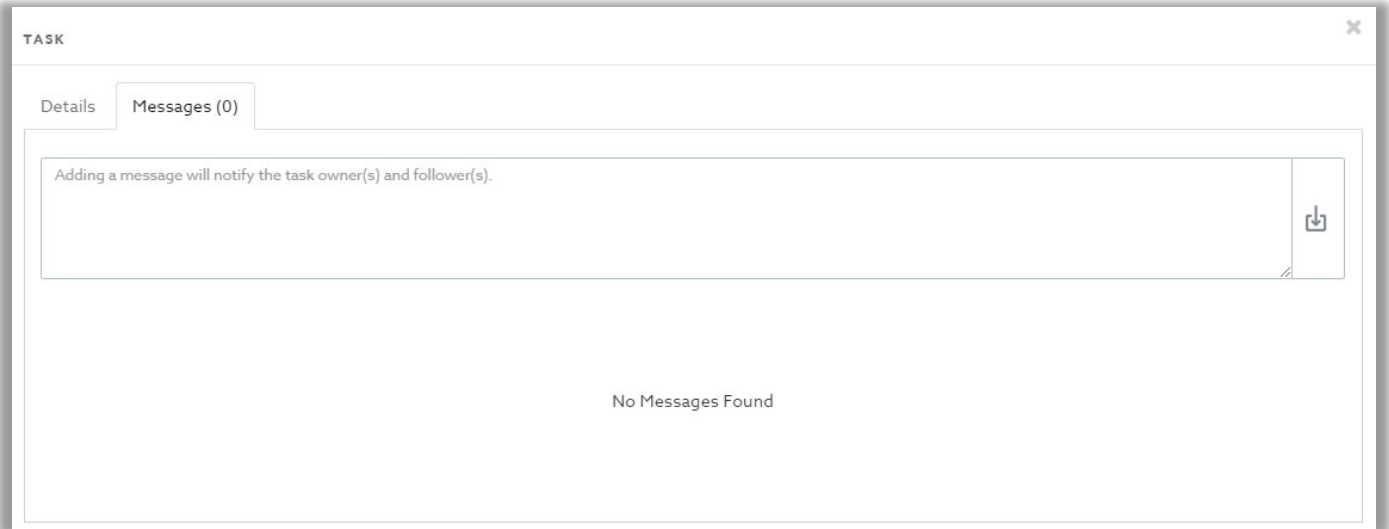 TASK
Details
Messages (0)
Adding a message will notify the task owner(s) and follower(s).
No Messages Found